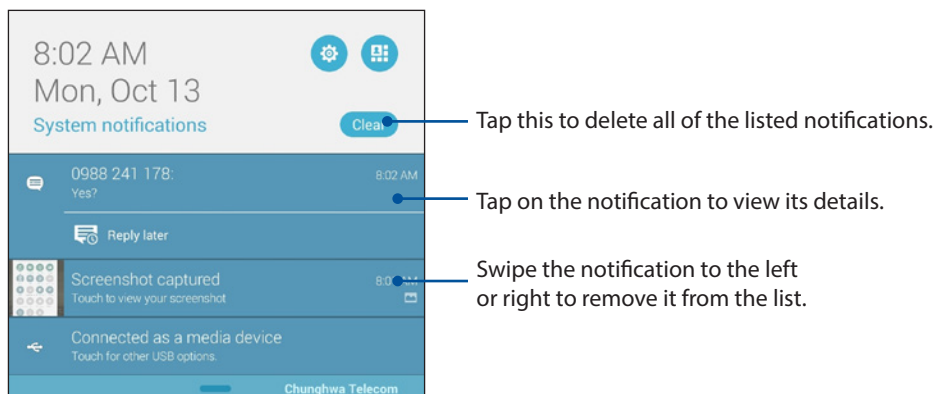 8:02 AM
Mon, Oct 13
System notifications
Clear
Tap this to delete all of the listed notifications.
0988 241 178:
8:02 AM
Yes?
Tap on the notification to view its details.
Reply later
Screenshot captured
Touch to view your screenshot
Swipe the notification to the left
or right to remove it from the list.
Connected as a media device
Touch for other USB options.
Chunghwa Telecom